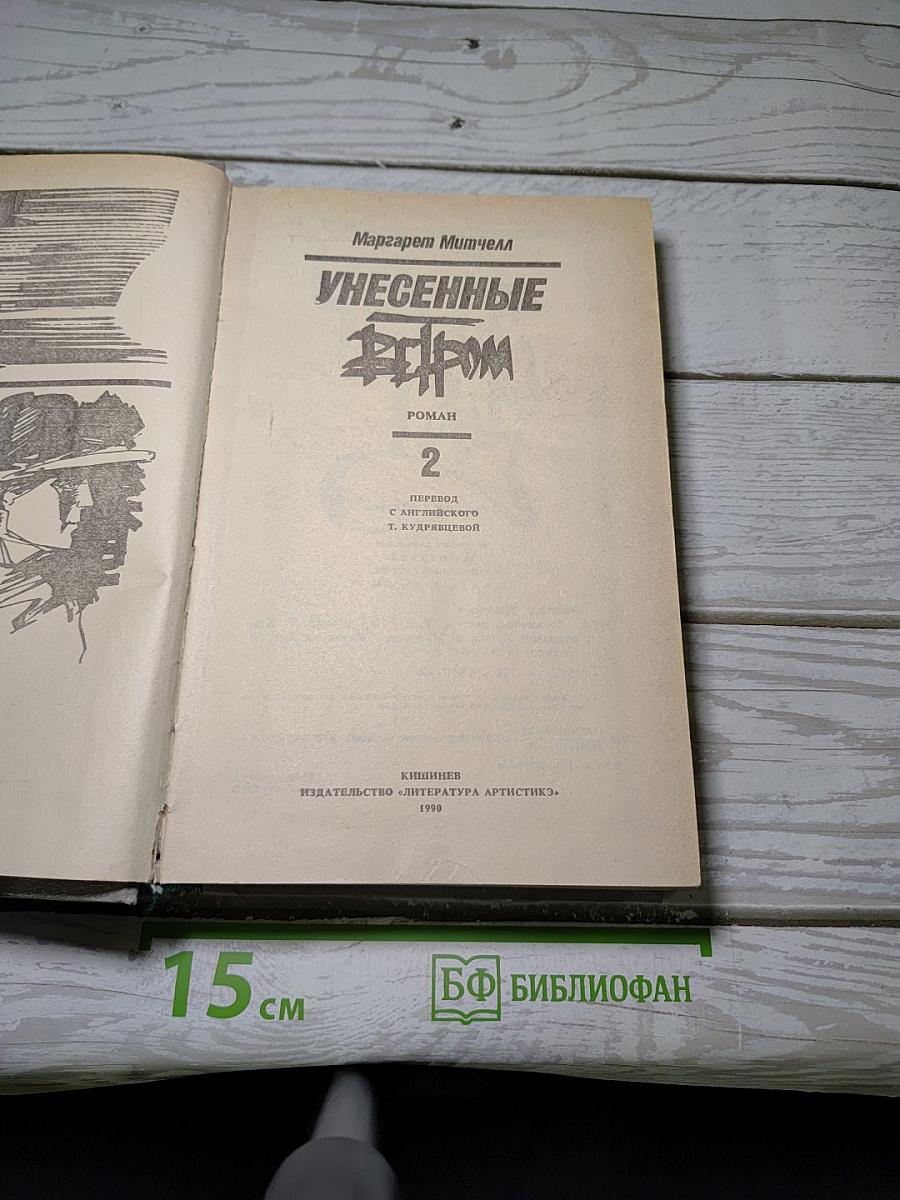 Маргарет Митчелл
УНЕСЕННЫЕ
ВЕТРОМ
РОМАН
2
ПЕРЕВОД
С АНГЛИЙСКОГО
Т. КУДРЯВЦЕВОЙ
КИШИНЕВ
ИЗДАТЕЛЬСТВО «ЛИТЕРАТУРА АРТИСТИКЭ»
1990
15 см
БФ БИБЛИОФАН